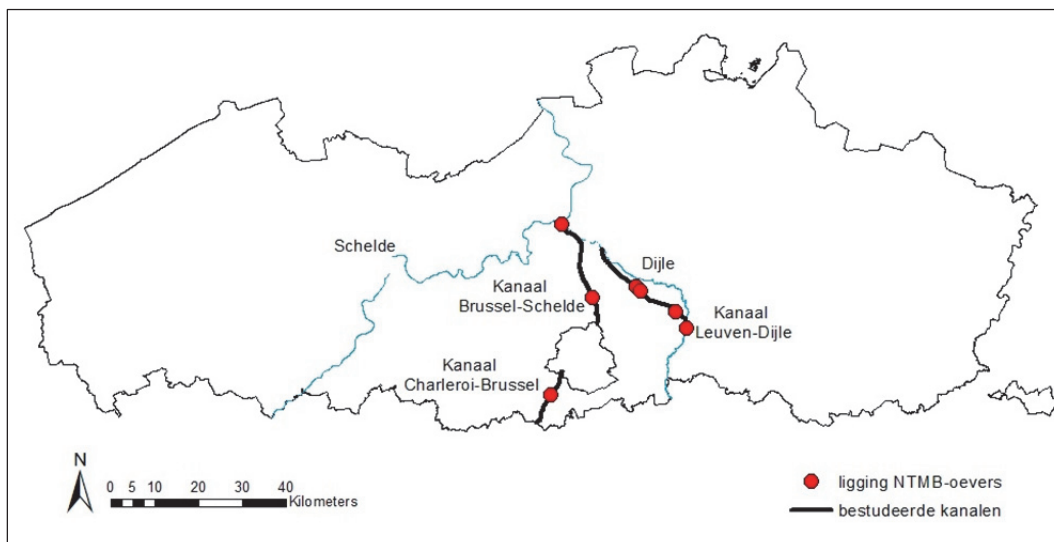 Schelde
Dijle
Kanaal
Brussel-Schelde
Kanaal
Leuven-Dijle
Kanaal
Charleroi-Brussel
N
0 5 10 20 30 40
Kilometers
ligging NTMB-oevers
bestudeerde kanalen